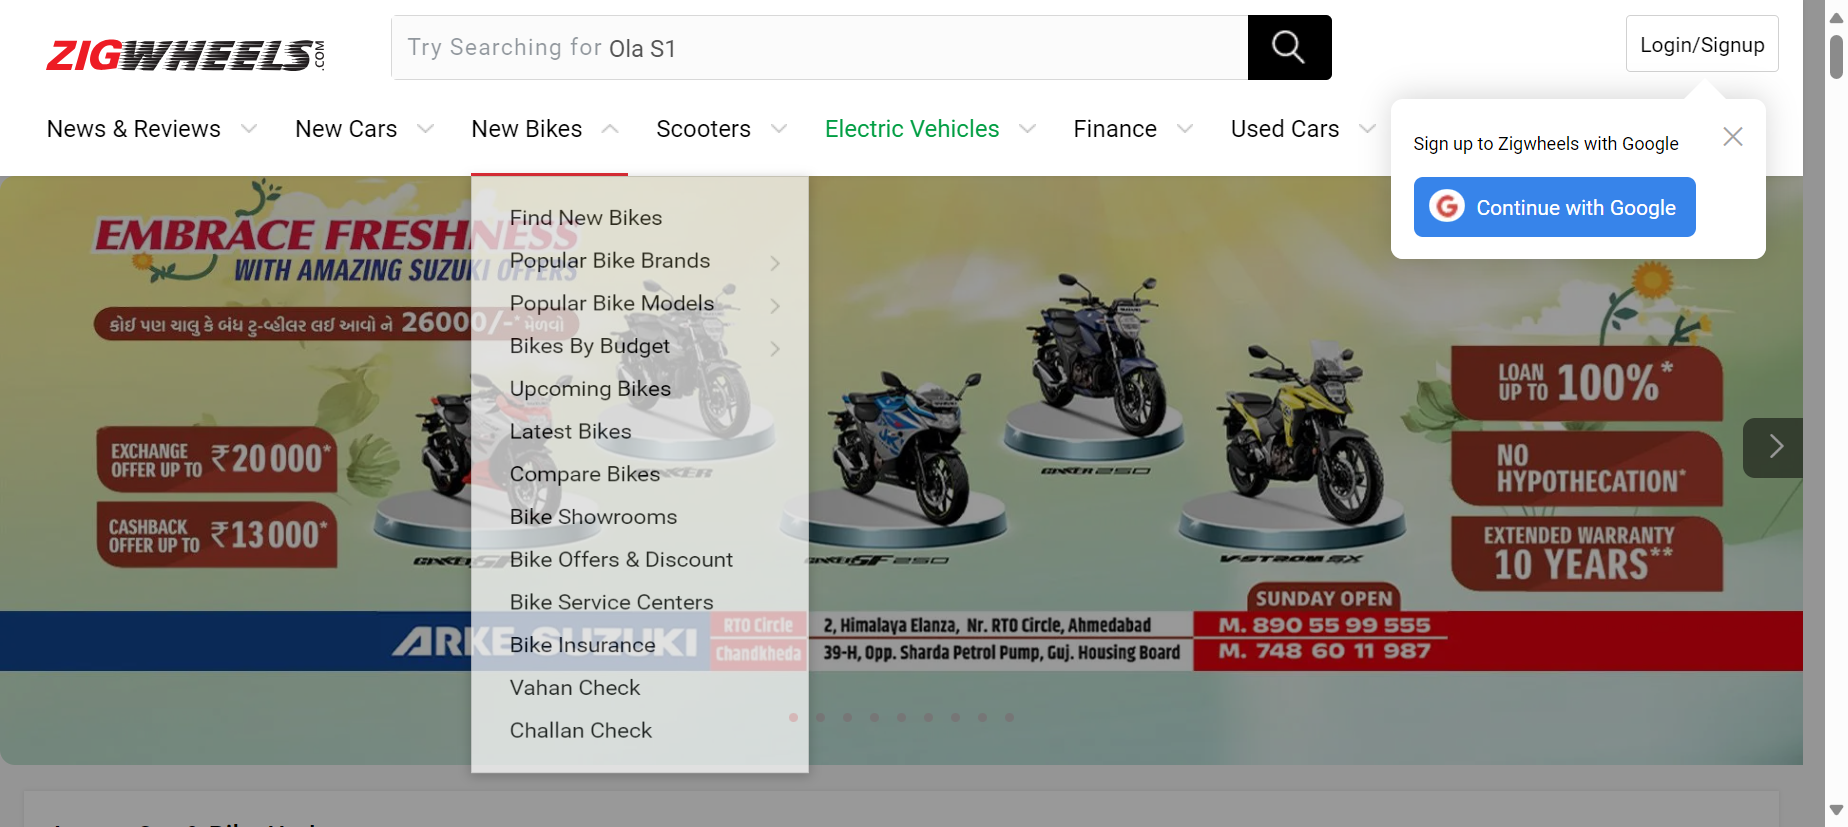 ZIGWHEELS.COM
Try Searching for Ola S1
Login/Signup
News & Reviews
New Cars
New Bikes
Scooters
Electric Vehicles
Finance
Used Cars
Sign up to Zigwheels with Google
G Continue with Google
Find New Bikes
Popular Bike Brands
Popular Bike Models
Bikes By Budget
Upcoming Bikes
Latest Bikes
Compare Bikes
Bike Showrooms
Bike Offers & Discount
Bike Service Centers
Bike Insurance
Vahan Check
Challan Check
EMBRACE FRESHNESS
WITH AMAZING SUZUKI OFFERS
કોઈ પણ ચાલુ કે બંધ ટુ-વ્હીલર લઈ આવો ને 26000/-* મેળવો
EXCHANGE
OFFER UP TO ₹20000*
CASHBACK
OFFER UP TO ₹13000*
GIXXER
GIXXER SF 250
GIXXER 250
V-STROM SX
LOAN
UP TO 100%*
NO
HYPOTHECATION*
EXTENDED WARRANTY
10 YEARS**
SUNDAY OPEN
ARKE SUZUKI
RTO Circle
2, Himalaya Elanza, Nr. RTO Circle, Ahmedabad
M. 890 55 99 555
Chandkheda
39-H, Opp. Sharda Petrol Pump, Guj. Housing Board
M. 748 60 11 987